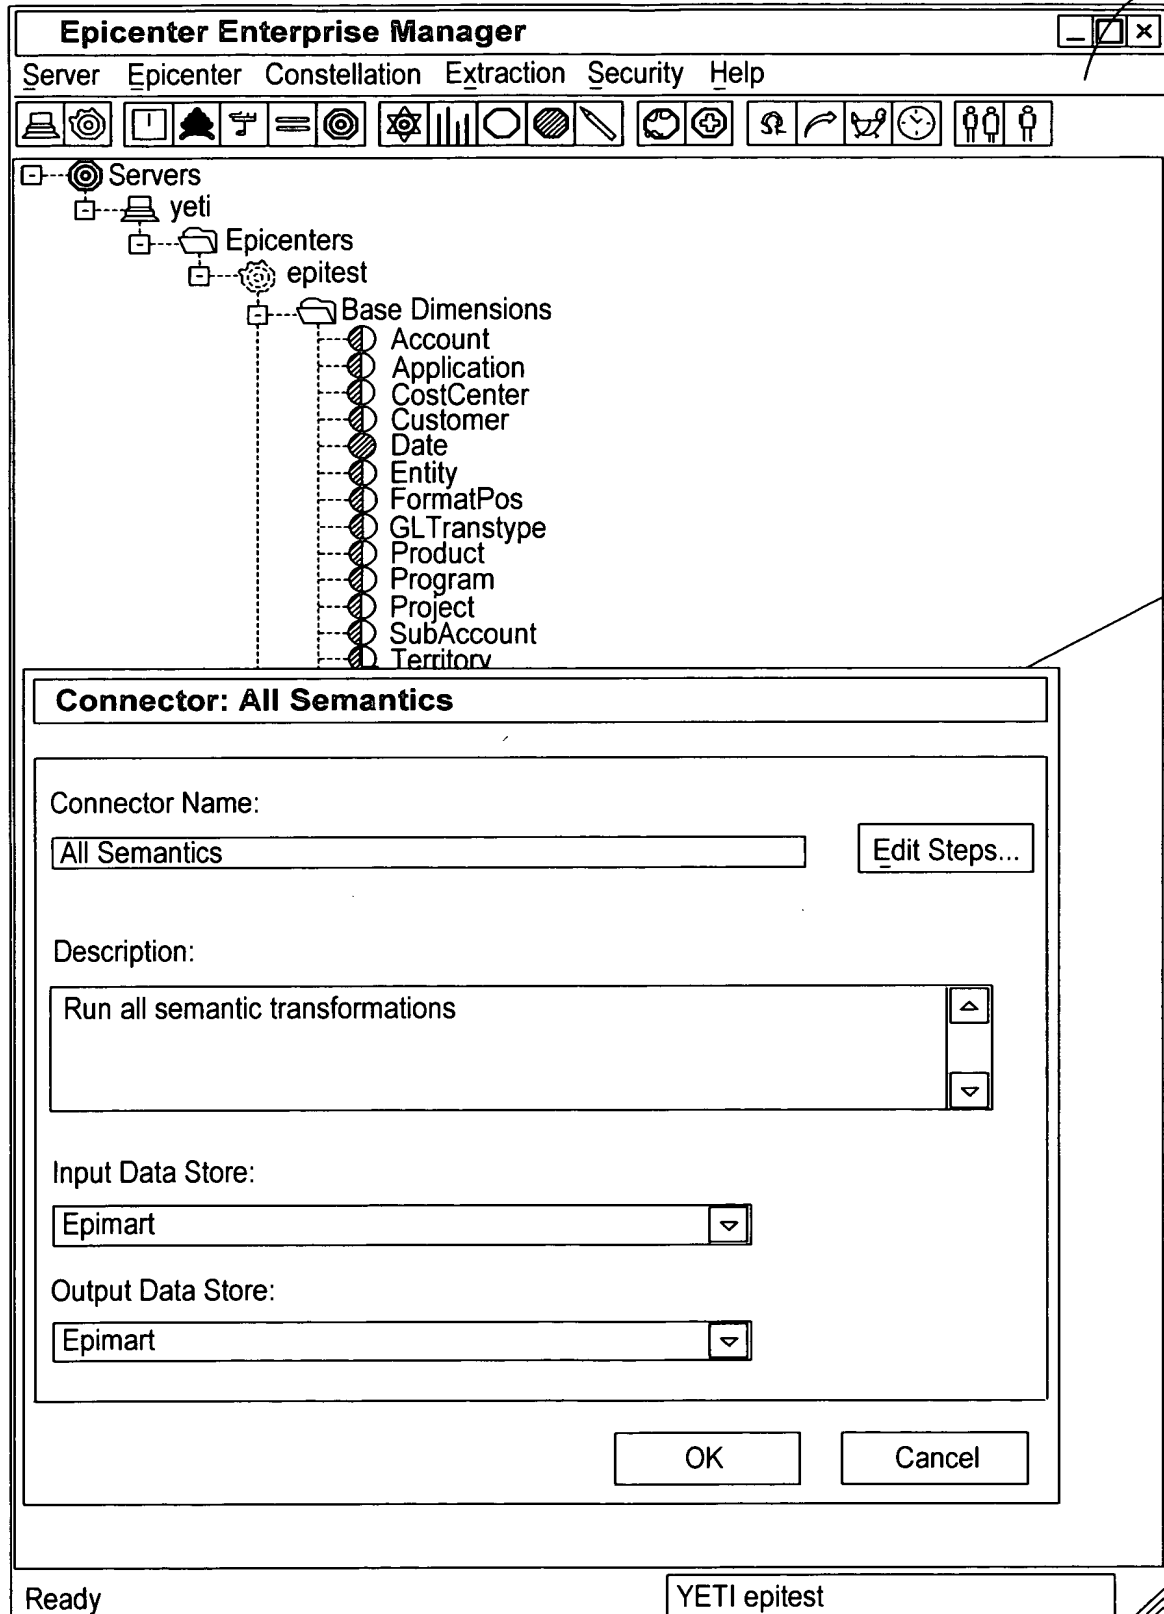 Epicenter Enterprise Manager
Server Epicenter Constellation Extraction Security Help
Servers
yeti
Epicenters
epitest
Base Dimensions
Account
Application
CostCenter
Customer
Date
Entity
FormatPos
GLTranstype
Product
Program
Project
SubAccount
Territory
Connector: All Semantics
Connector Name:
All Semantics
Edit Steps...
Description:
Run all semantic transformations
Input Data Store:
Epimart
Output Data Store:
Epimart
OK Cancel
Ready YETI epitest